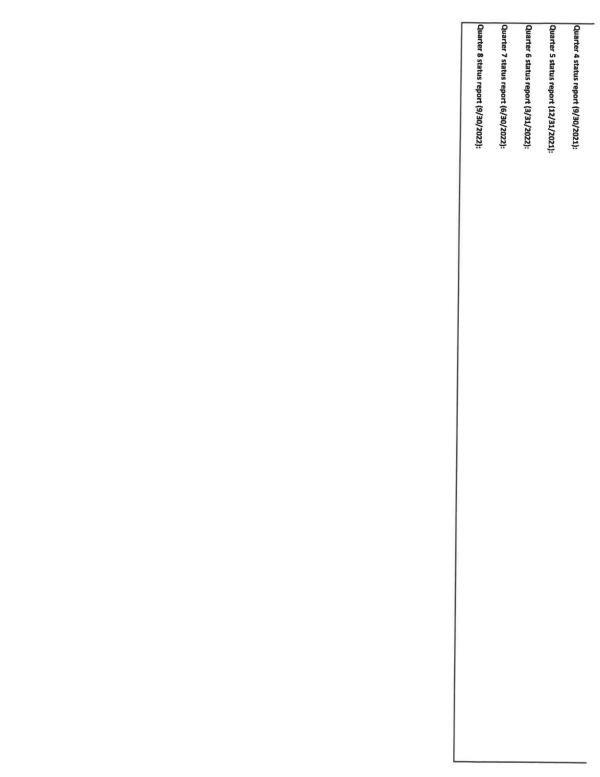 Quarter 4 status report (9/30/2021):
Quarter 5 status report (12/31/2021):
Quarter 6 status report (3/31/2022):
Quarter 7 status report (6/30/2022):
Quarter 8 status report (9/30/2022):